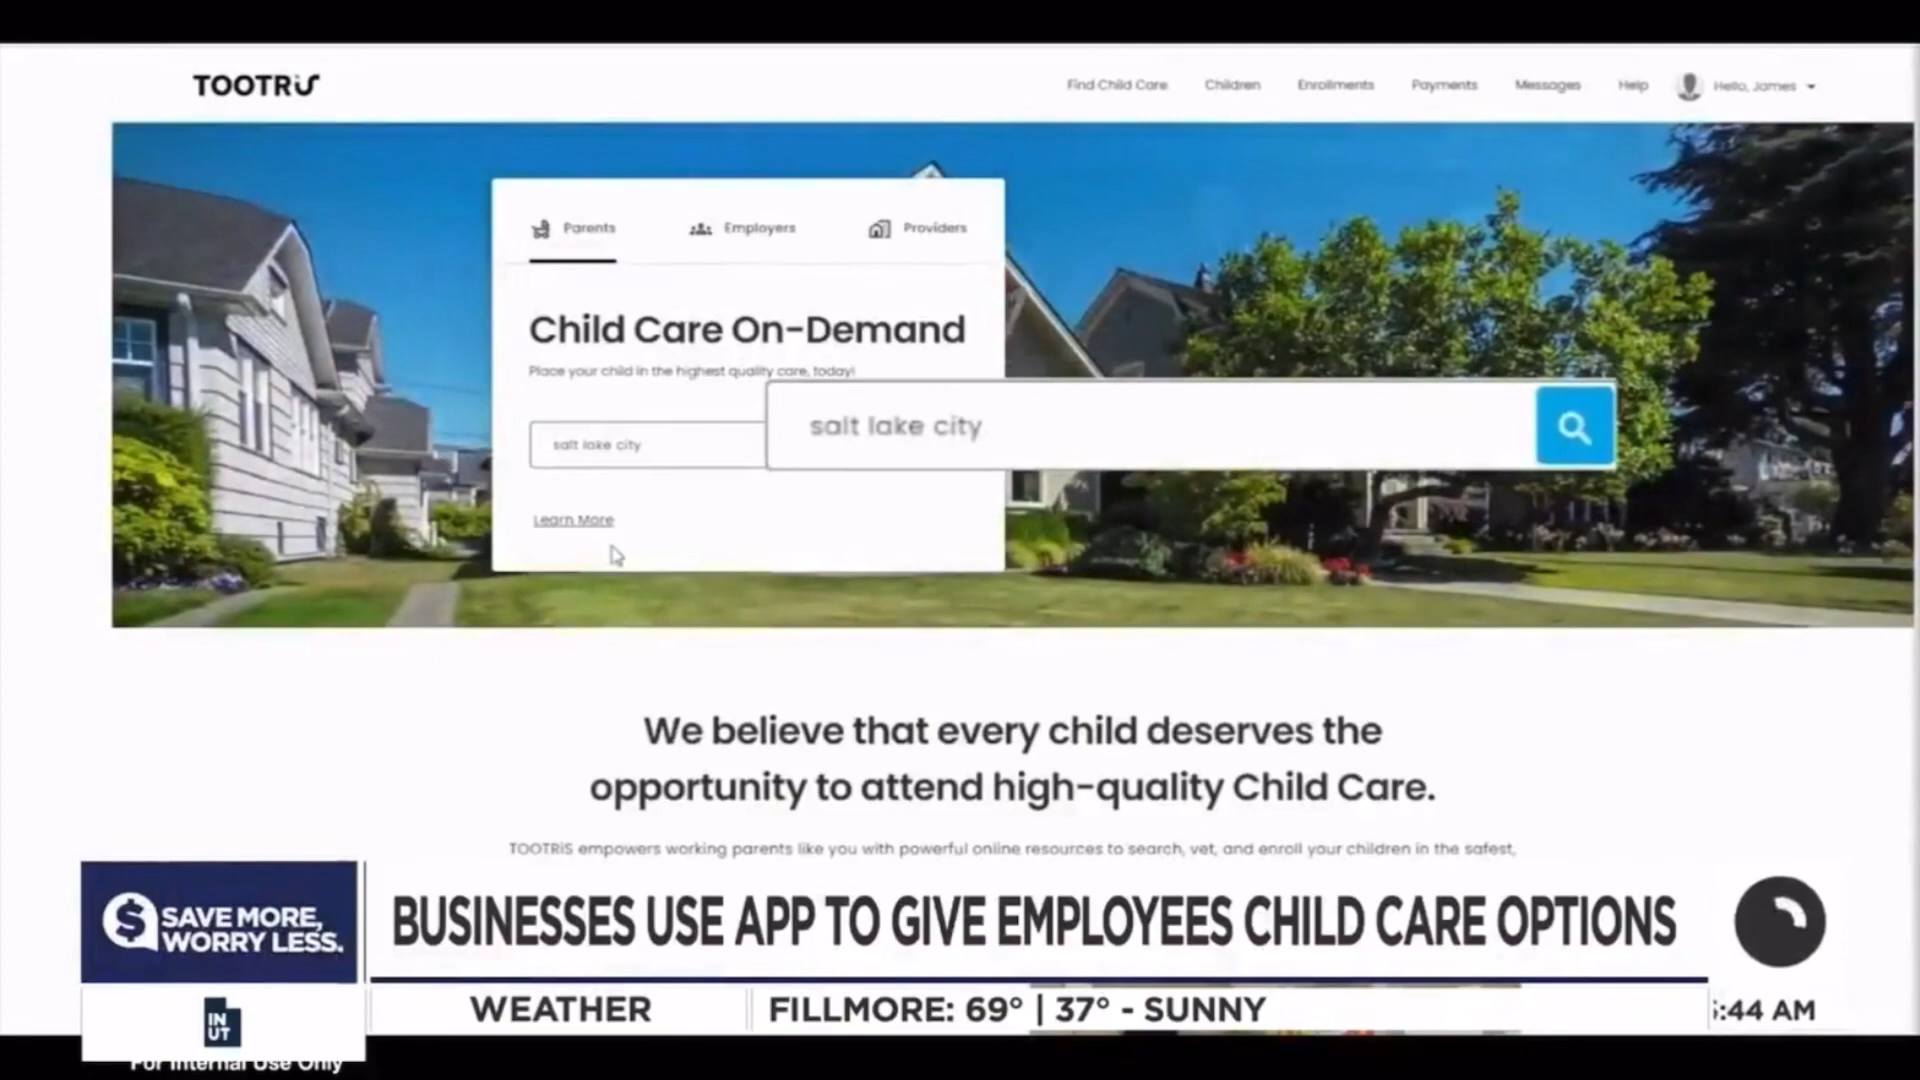 TOOTRiS
Find Child Care Children Enrollments Payments Messages Help Hello, James
Parents Employers Providers
Child Care On-Demand
Place your child in the highest quality care, today!
salt lake city
salt lake city
Learn More
We believe that every child deserves the
opportunity to attend high-quality Child Care.
TOOTRiS empowers working parents like you with powerful online resources to search, vet, and enroll your children in the safest,
SAVE MORE,
WORRY LESS.
BUSINESSES USE APP TO GIVE EMPLOYEES CHILD CARE OPTIONS
IN
UT
WEATHER FILLMORE: 69° | 37° - SUNNY
:44 AM
For Internal Use Only